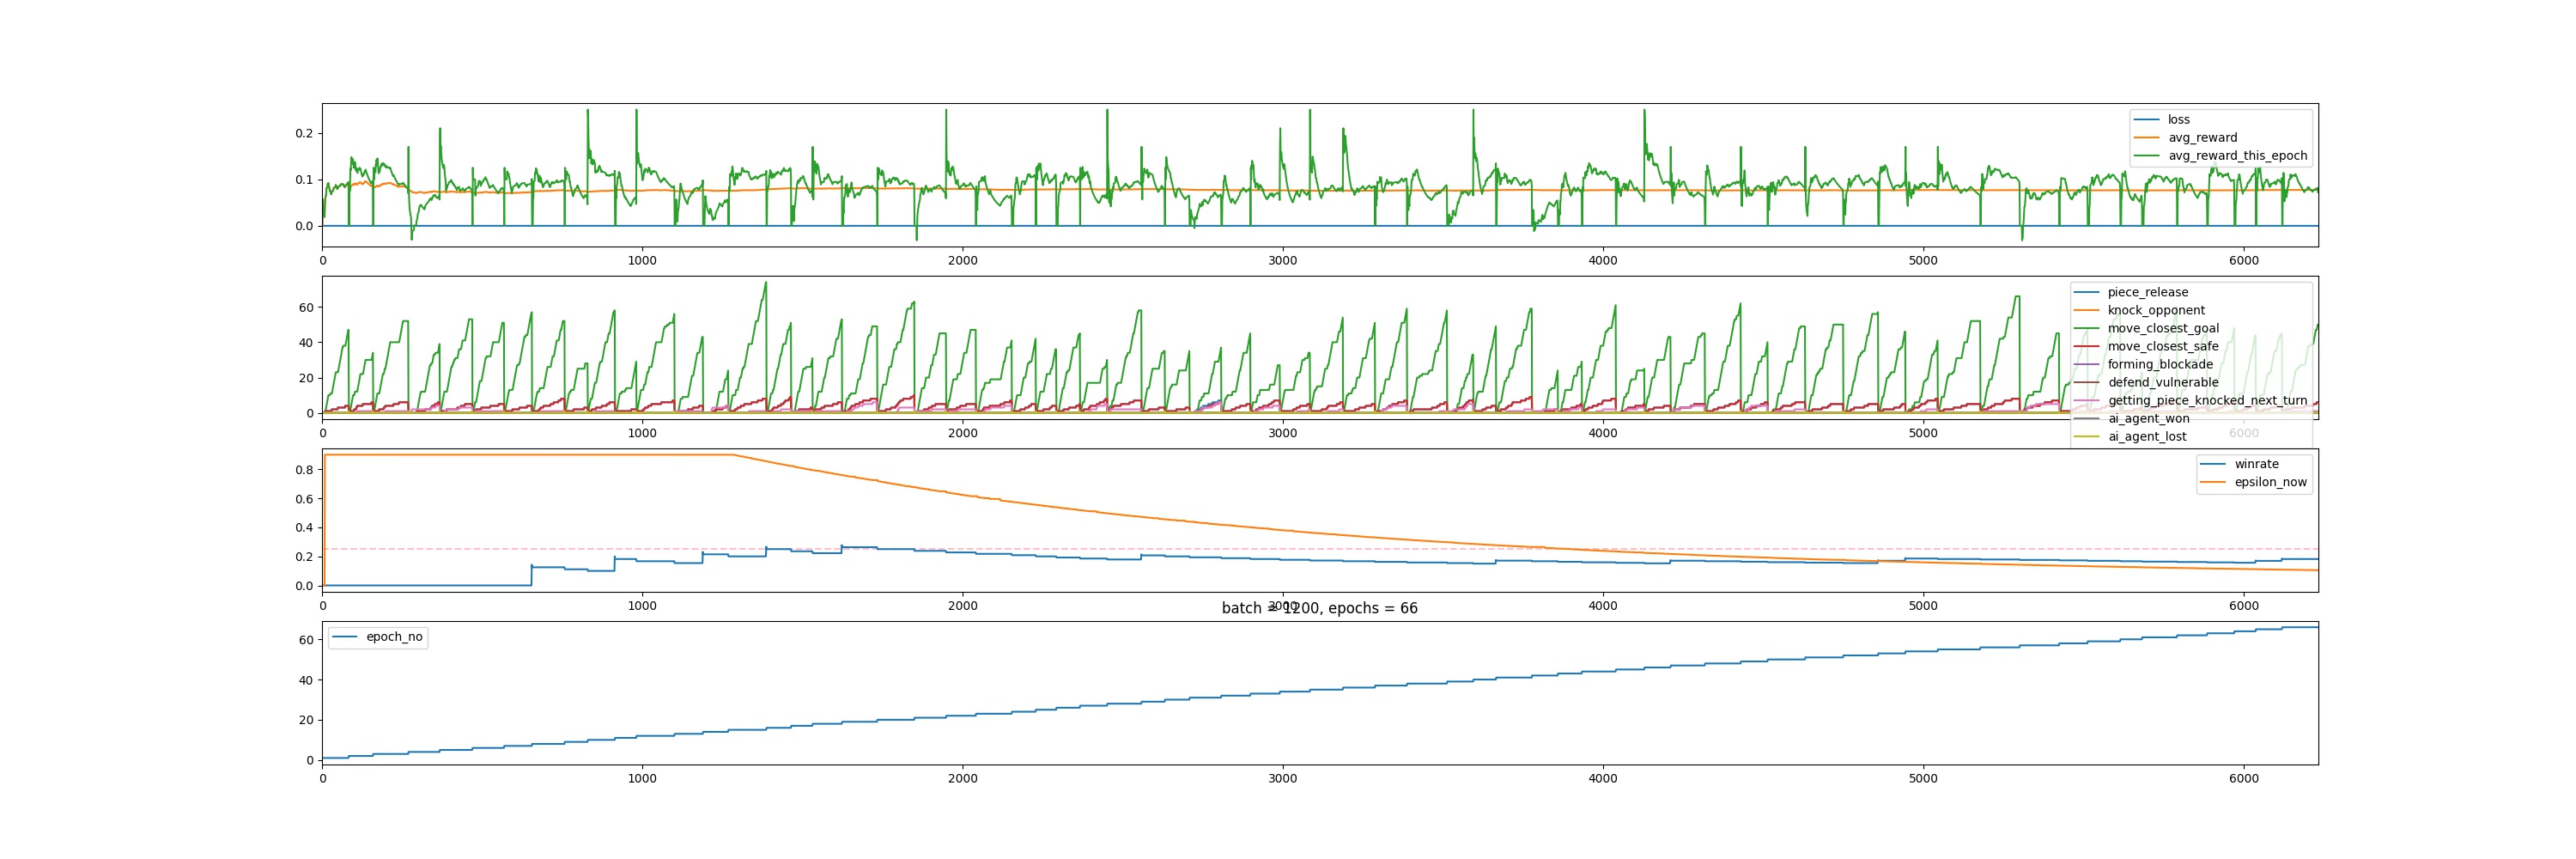 0.2
0.1
0.0
loss
avg_reward
avg_reward_this_epoch
0 1000 2000 3000 4000 5000 6000
60
40
20
0
piece_release
knock_opponent
move_closest_goal
move_closest_safe
forming_blockade
defend_vulnerable
getting_piece_knocked_next_turn
ai_agent_won
ai_agent_lost
0 1000 2000 3000 4000 5000 6000
0.8
0.6
0.4
0.2
0.0
winrate
epsilon_now
0 1000 2000 3000 4000 5000 6000
batch = 1200, epochs = 66
60
40
20
0
epoch_no
0 1000 2000 3000 4000 5000 6000